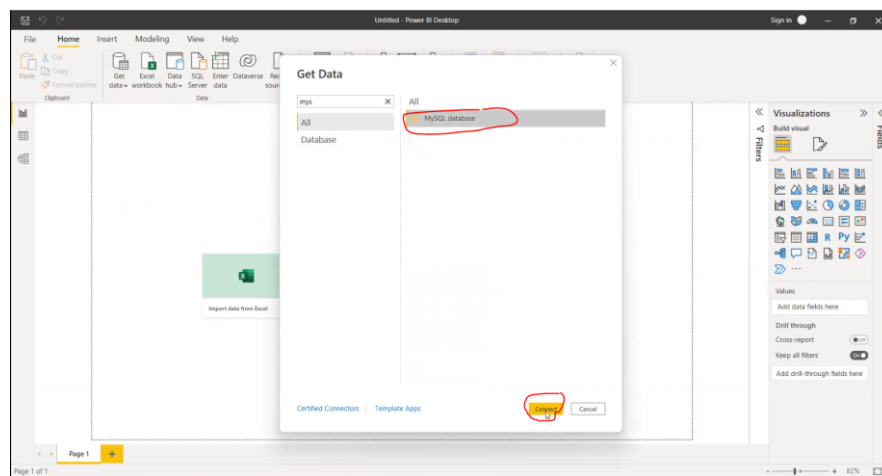 Untitled - Power BI Desktop
Sign in
File Home Insert Modeling View Help
Cut
Paste Copy
Format painter
Get data Excel workbook Data hub SQL Server Enter data Dataverse
Clipboard
Data
Get Data
mys
All
All
MySQL database
Database
Import data from Excel
Certified Connectors Template Apps
Connect Cancel
Filters
Visualizations
Build visual
Fields
R Py
Values
Add data fields here
Drill through
Cross-report
Off
Keep all filters
On
Add drill-through fields here
Page 1
Page 1 of 1
82%